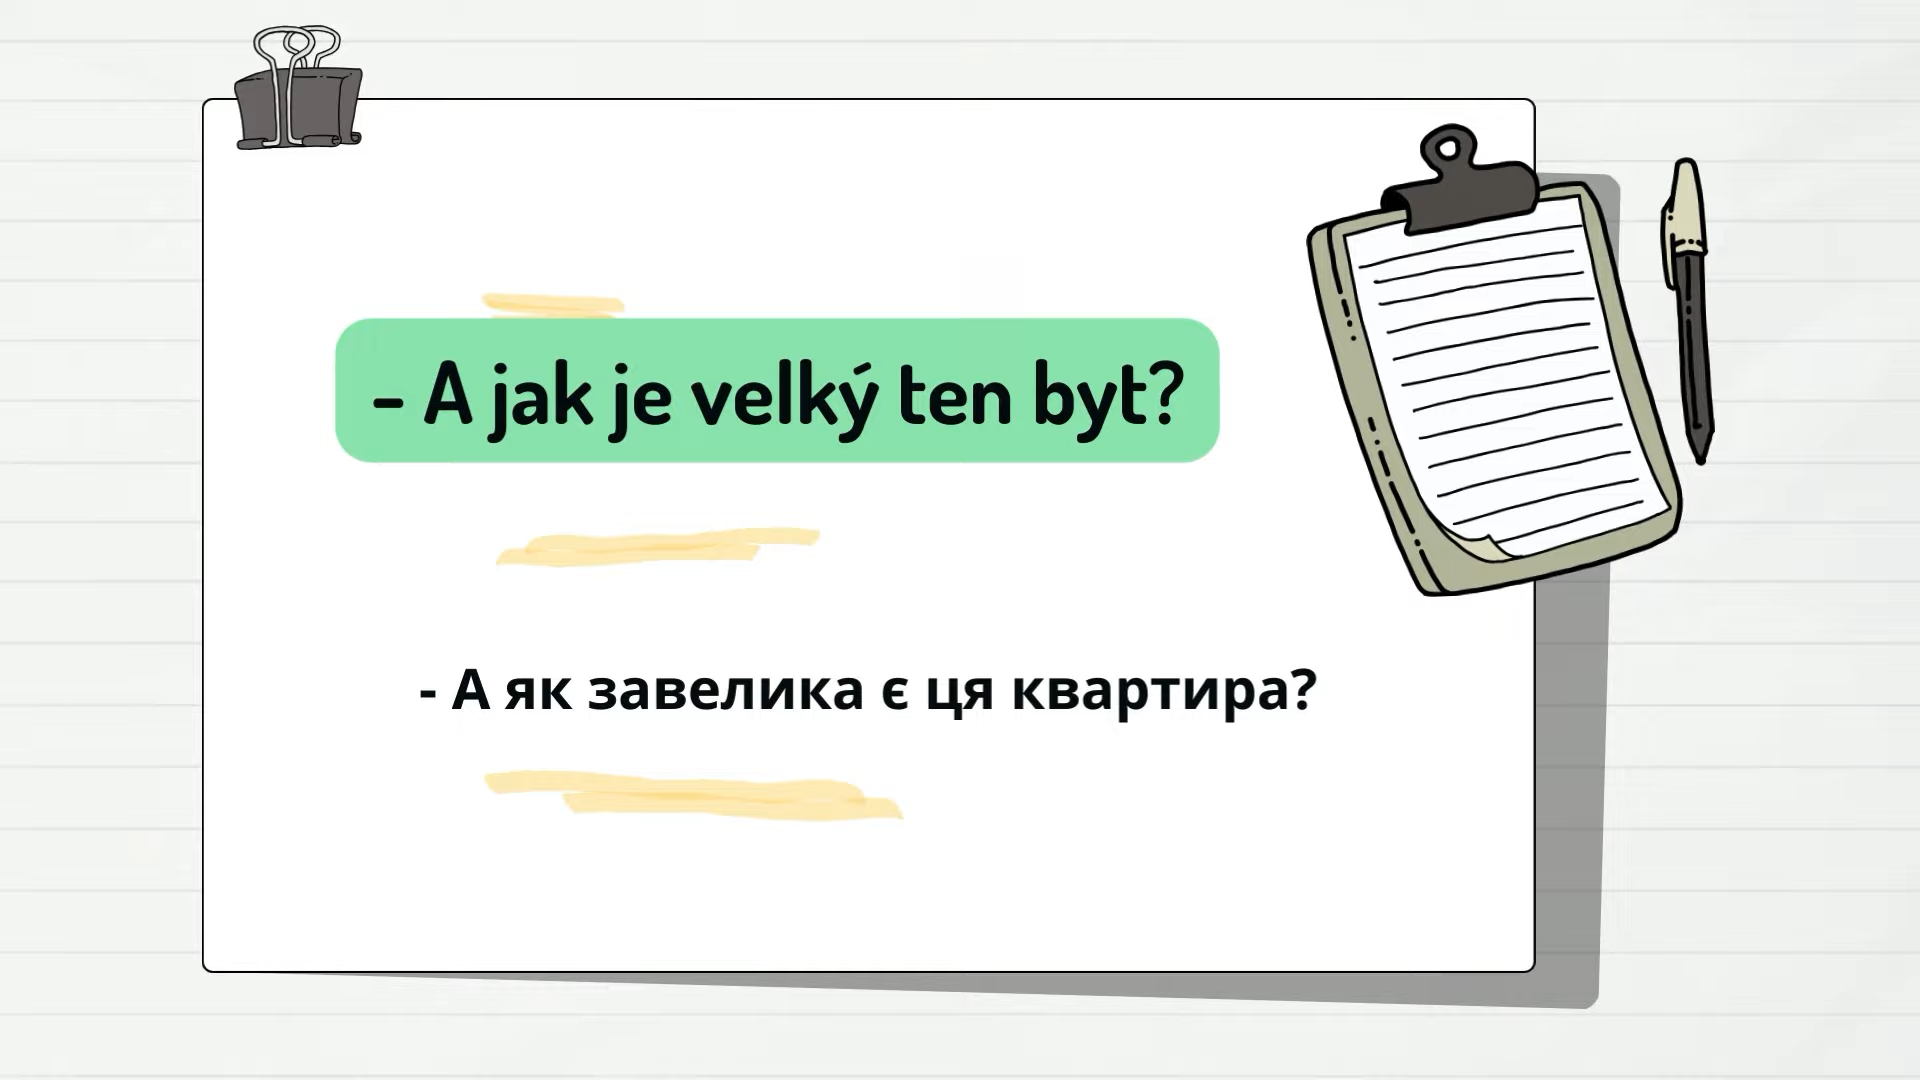 - A jak je velký ten byt?
- А як завелика є ця квартира?